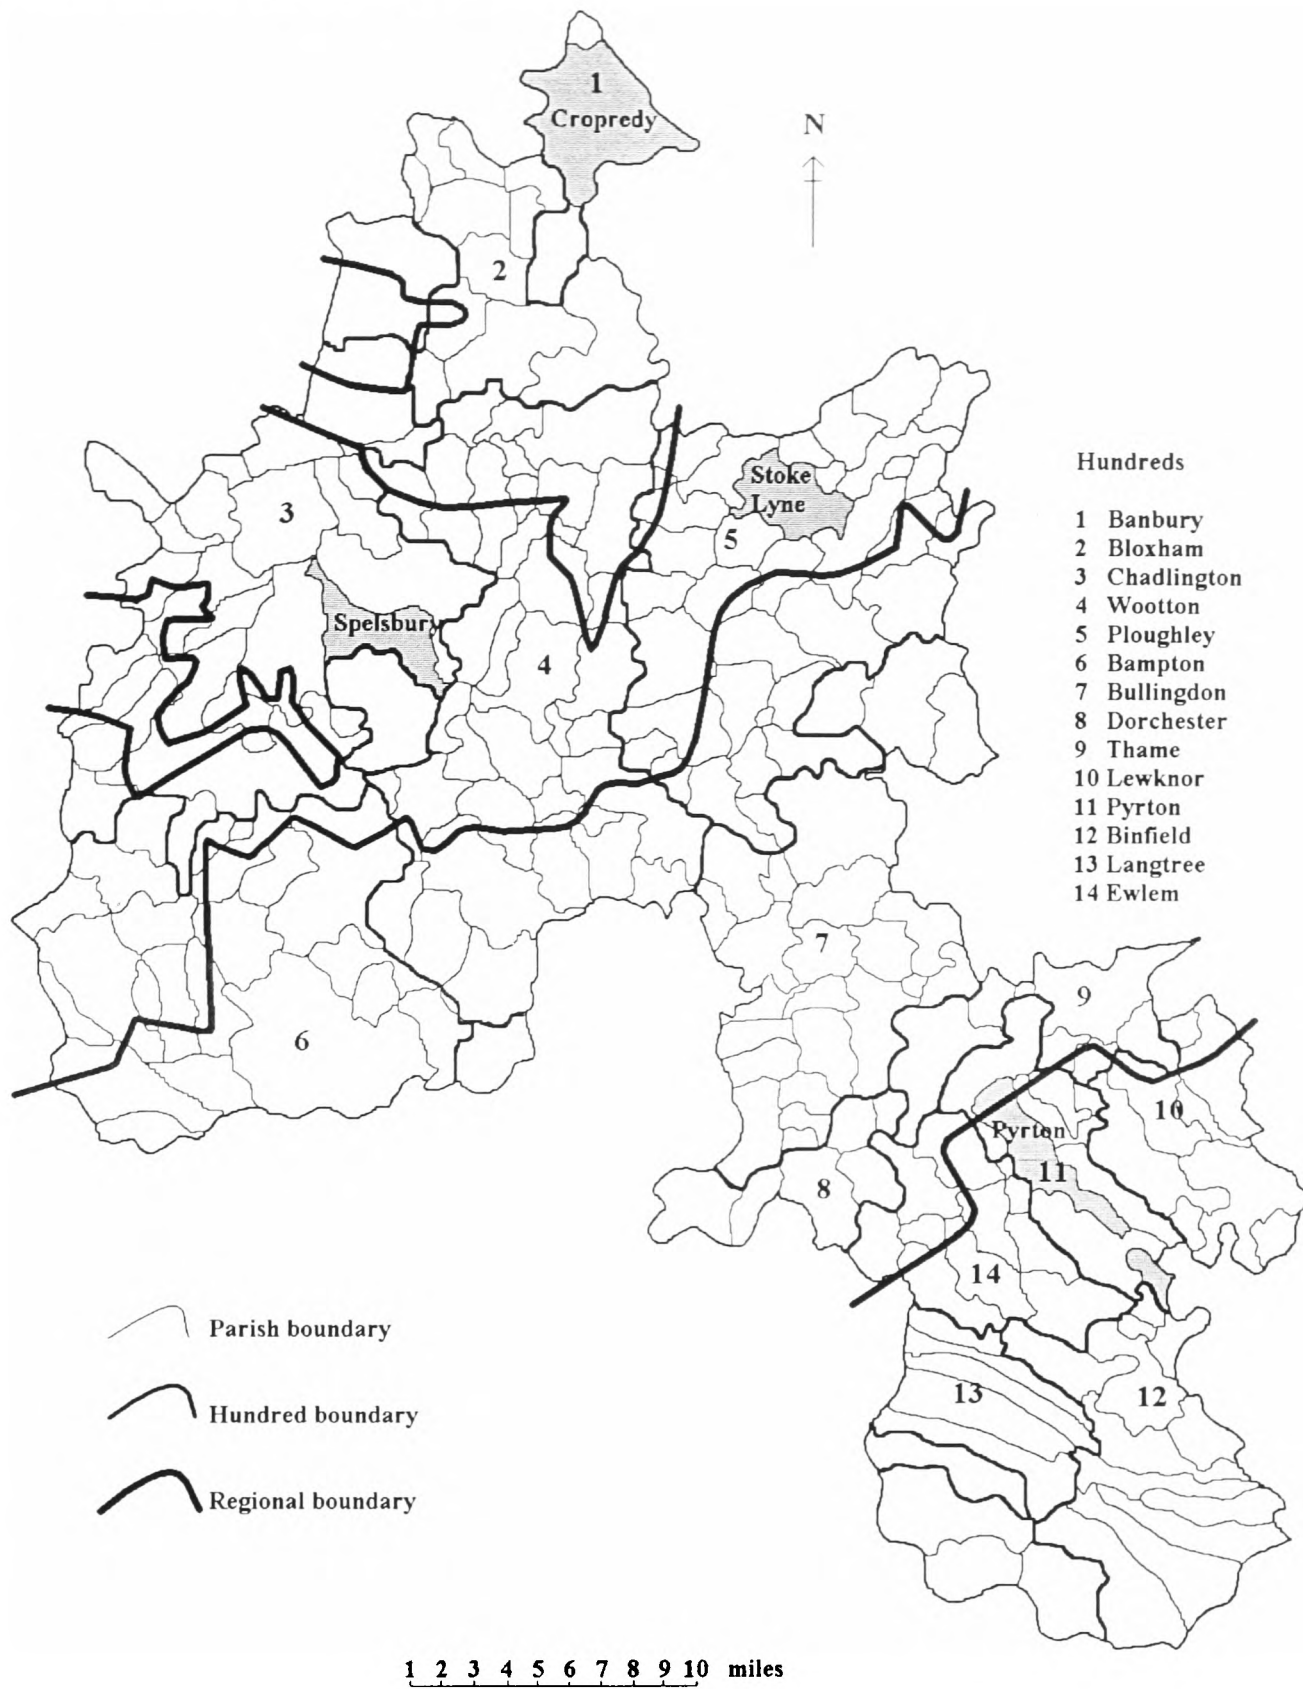 1
Cropredy
N
2
Hundreds
Stoke
Lyne
3
5
1 Banbury
2 Bloxham
3 Chadlington
4 Wootton
5 Ploughley
6 Bampton
7 Bullingdon
8 Dorchester
9 Thame
10 Lewknor
11 Pyrton
12 Binfield
13 Langtree
14 Ewlem
Spelsbury
4
7
9
6
10
Pyrton
11
8
14
Parish boundary
13
12
Hundred boundary
Regional boundary
1 2 3 4 5 6 7 8 9 10 miles